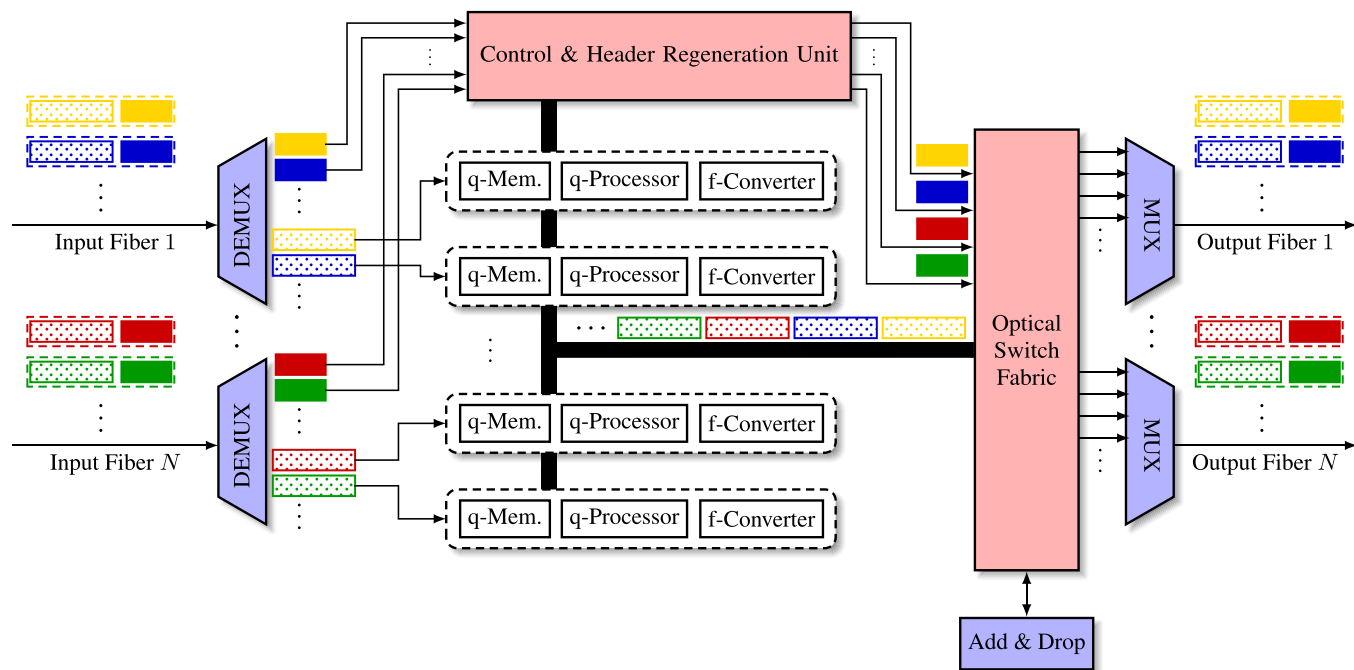 Control & Header Regeneration Unit
DEMUX
Input Fiber 1
q-Mem. q-Processor f-Converter
q-Mem. q-Processor f-Converter
MUX
Output Fiber 1
Optical
Switch
Fabric
DEMUX
Input Fiber N
q-Mem. q-Processor f-Converter
q-Mem. q-Processor f-Converter
MUX
Output Fiber N
Add & Drop